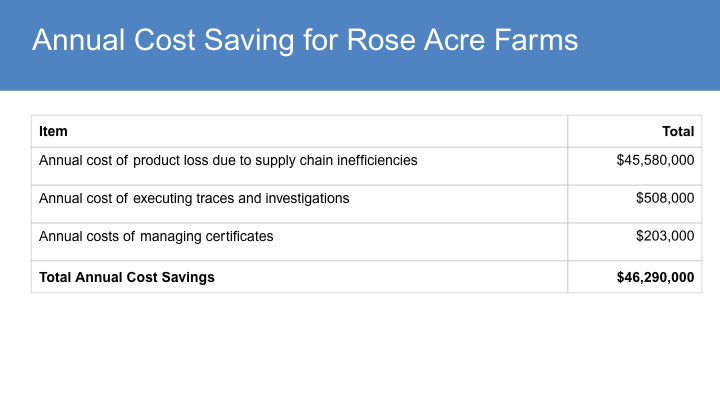 Annual Cost Saving for Rose Acre Farms
Item Total
Annual cost of product loss due to supply chain inefficiencies $45,580,000
Annual cost of executing traces and investigations $508,000
Annual costs of managing certificates $203,000
Total Annual Cost Savings $46,290,000